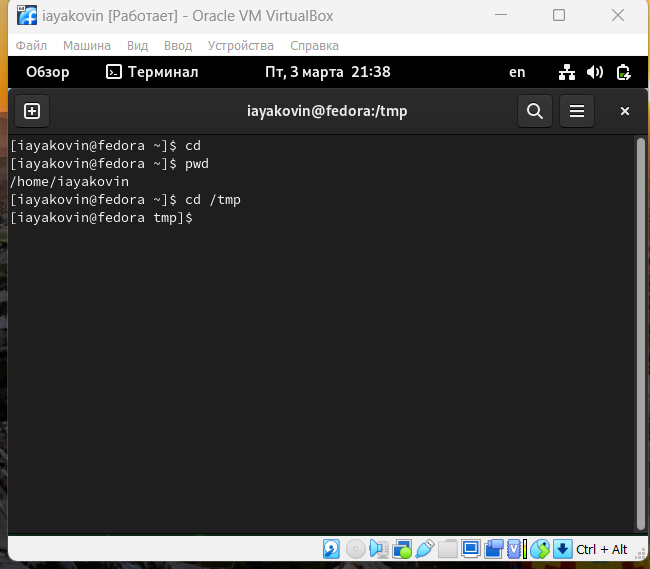 iayakovin [Работает] - Oracle VM VirtualBox
Файл Машина Вид Ввод Устройства Справка
Обзор Терминал Пт, 3 марта 21:38 en
iayakovin@fedora:/tmp
[iayakovin@fedora ~]$ cd
[iayakovin@fedora ~]$ pwd
/home/iayakovin
[iayakovin@fedora ~]$ cd /tmp
[iayakovin@fedora tmp]$
Ctrl + Alt